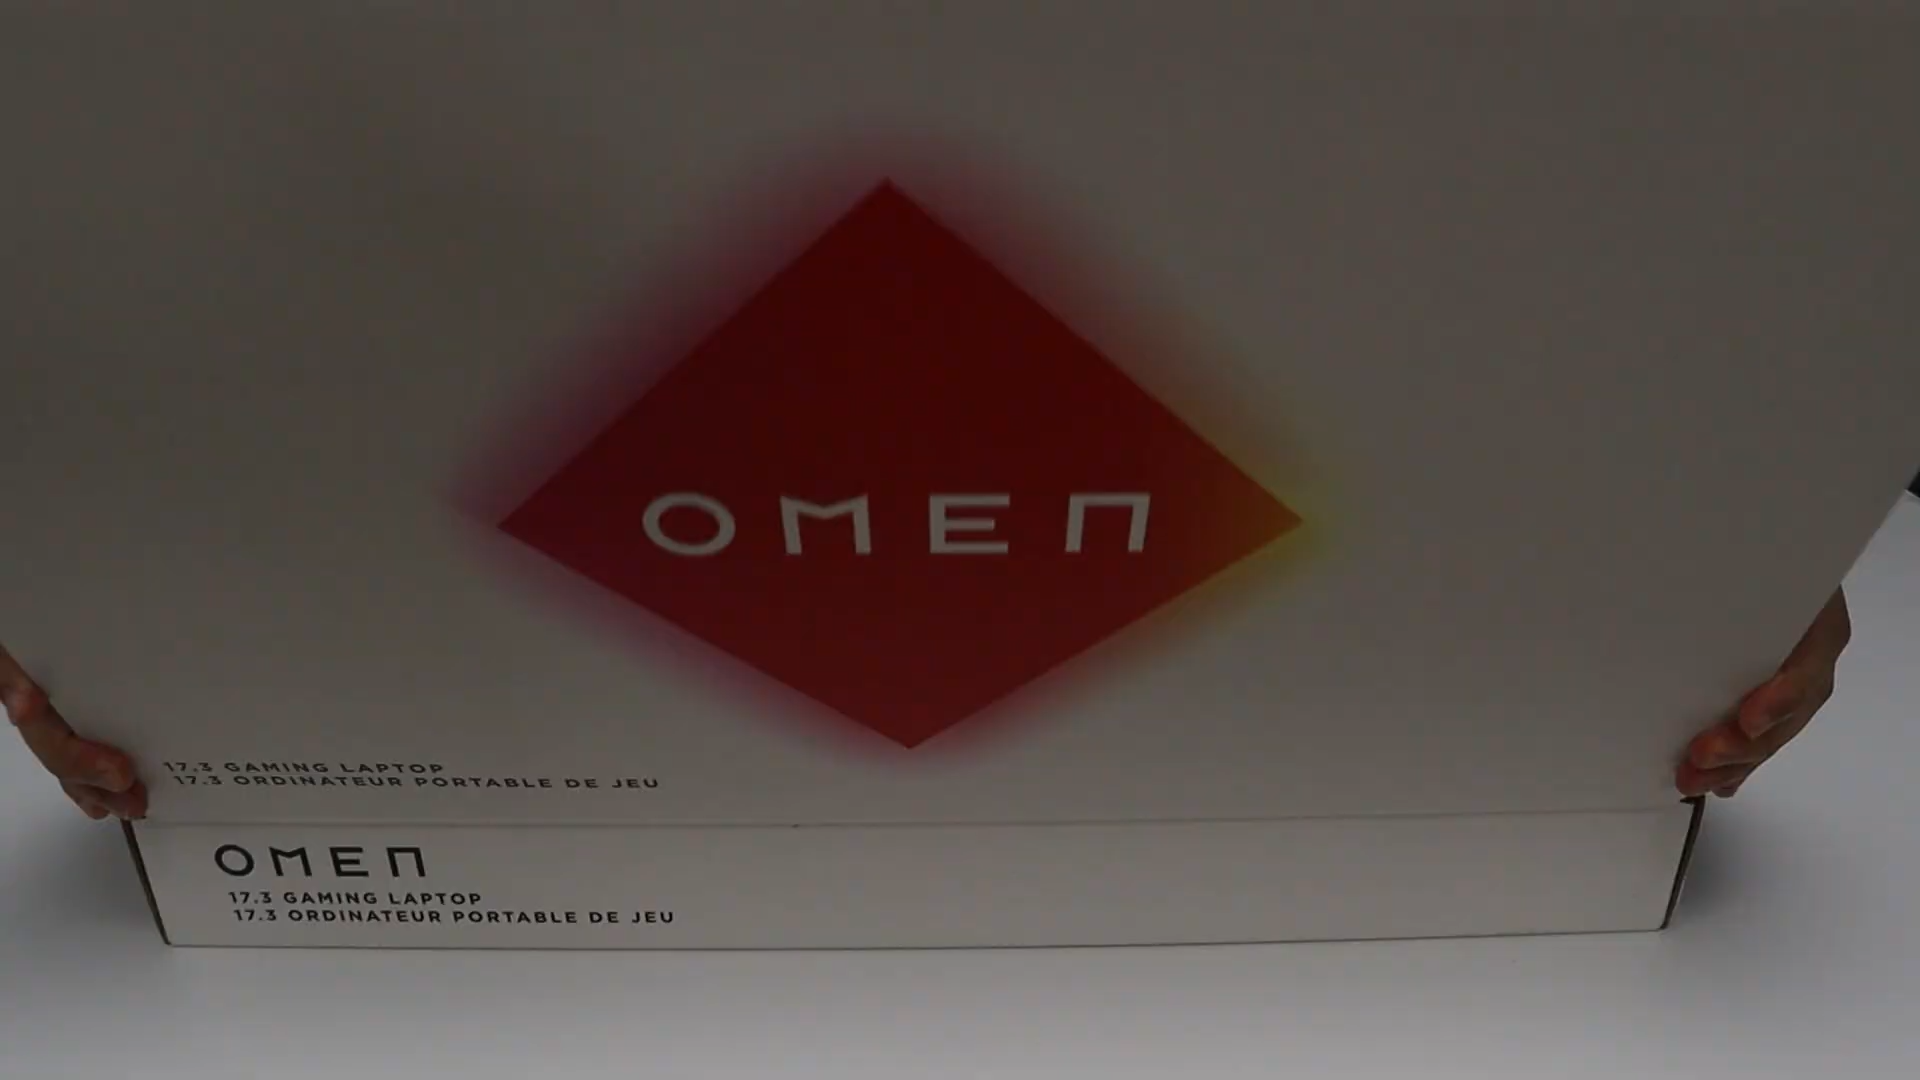 OMEN
17.3 GAMING LAPTOP
17.3 ORDINATEUR PORTABLE DE JEU
OMEN
17.3 GAMING LAPTOP
17.3 ORDINATEUR PORTABLE DE JEU